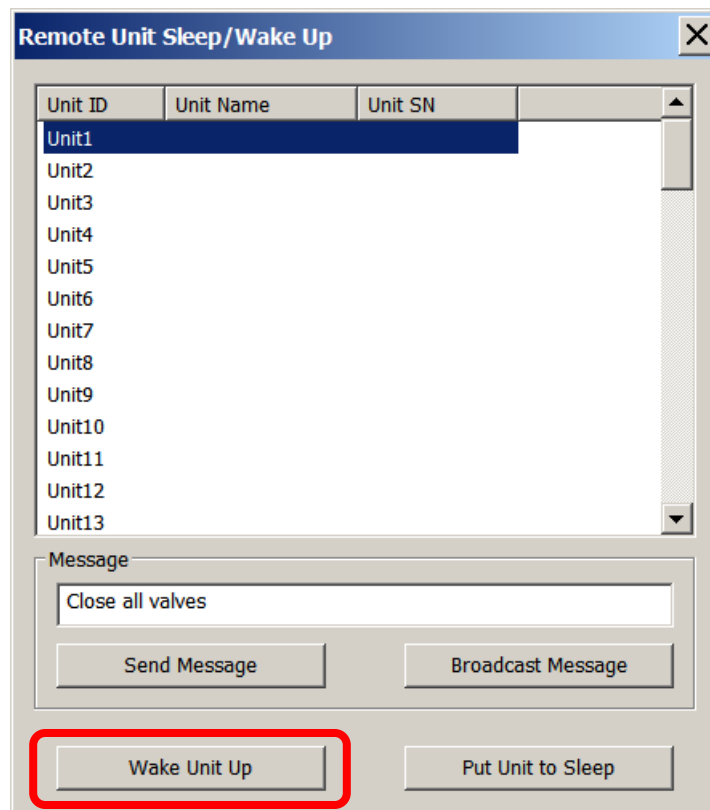 Remote Unit Sleep/Wake Up
Unit ID Unit Name Unit SN
Unit1
Unit2
Unit3
Unit4
Unit5
Unit6
Unit7
Unit8
Unit9
Unit10
Unit11
Unit12
Unit13
Message
Close all valves
Send Message Broadcast Message
Wake Unit Up Put Unit to Sleep